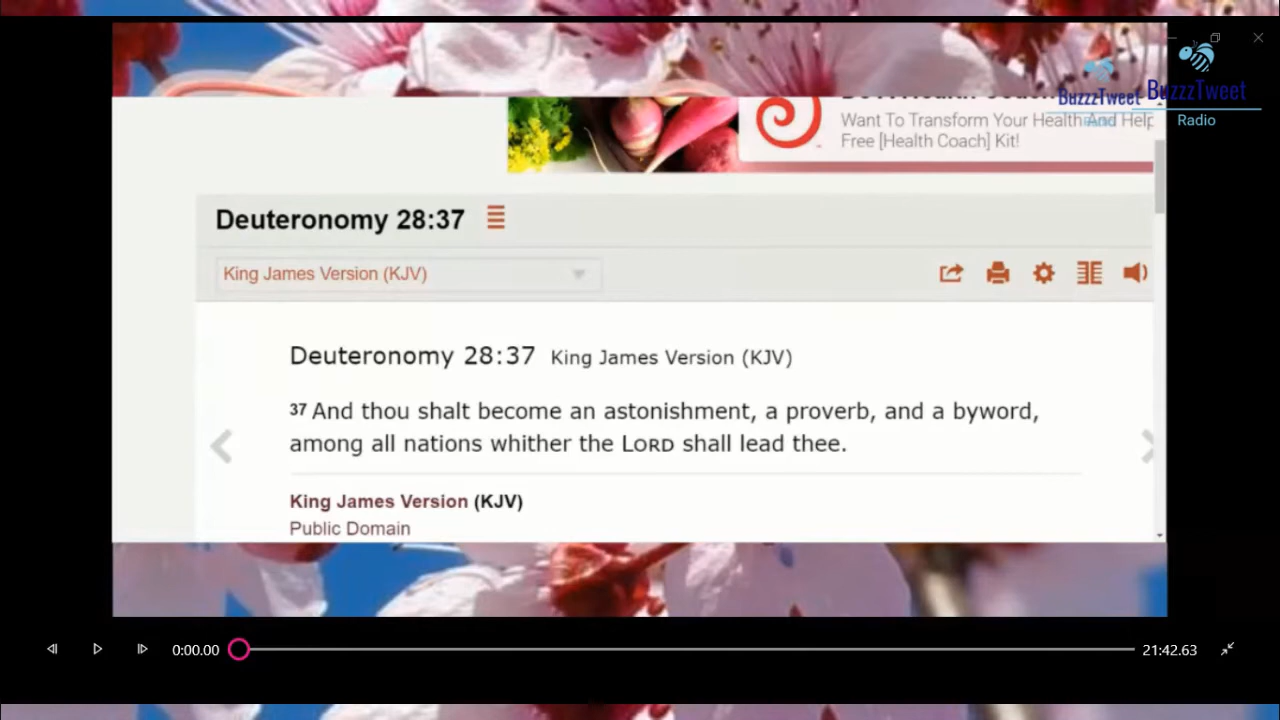 BuzzzTweet
BuzzzTweet
Radio
Want To Transform Your Health And Help
Free [Health Coach] Kit!
Deuteronomy 28:37
King James Version (KJV)
Deuteronomy 28:37 King James Version (KJV)
37 And thou shalt become an astonishment, a proverb, and a byword,
among all nations whither the LORD shall lead thee.
King James Version (KJV)
Public Domain
0:00.00
21:42.63